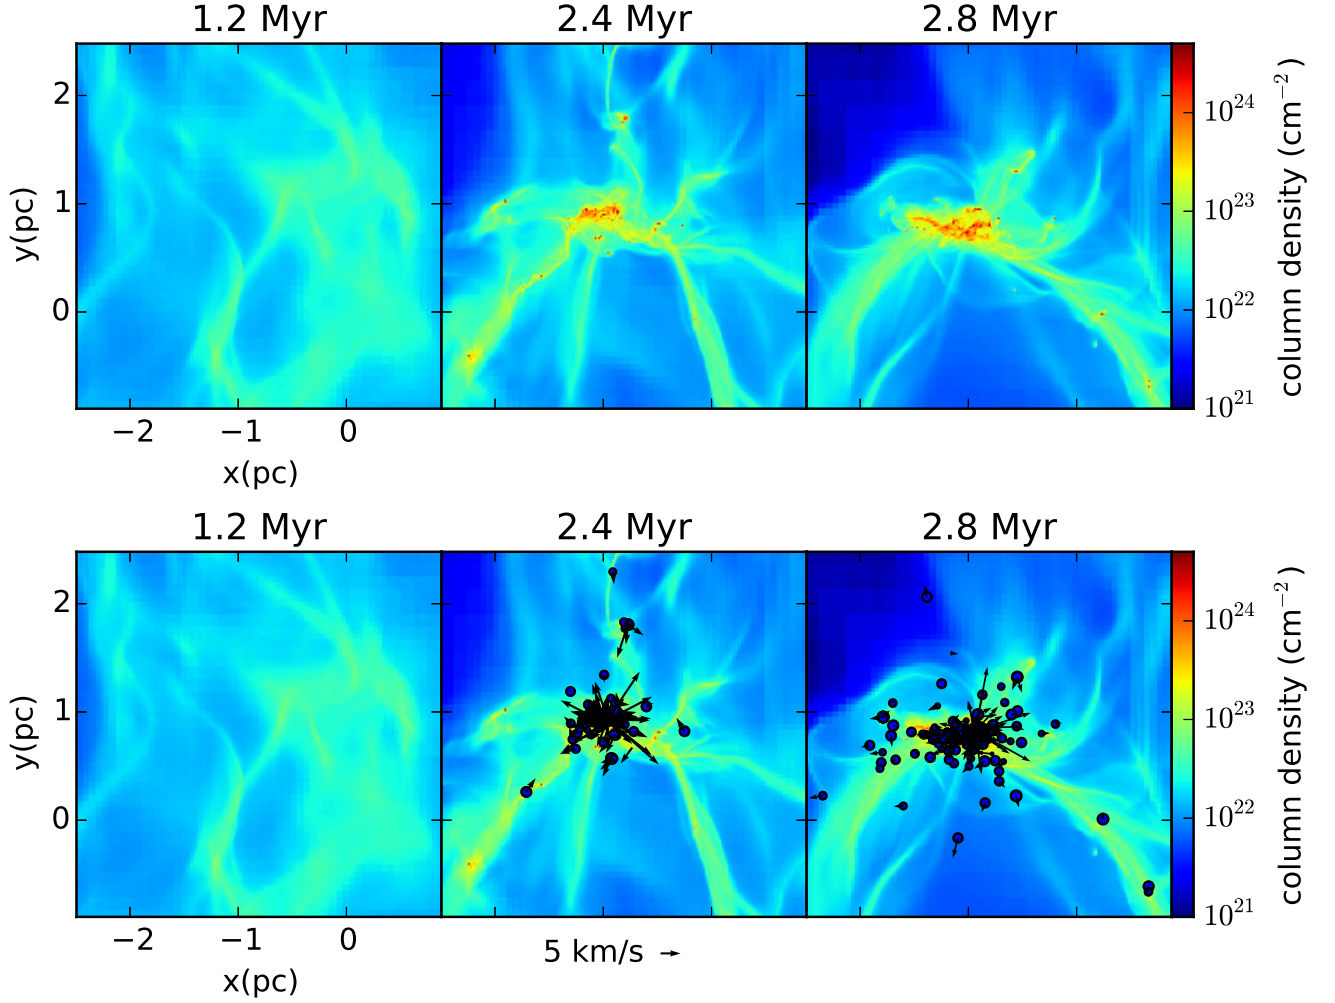 1.2 Myr 2.4 Myr 2.8 Myr
2
1
0
y(pc)
−2 −1 0
x(pc)
10^24
10^23
10^22
10^21
column density (cm^−2)
1.2 Myr 2.4 Myr 2.8 Myr
2
1
0
y(pc)
−2 −1 0
x(pc)
5 km/s →
10^24
10^23
10^22
10^21
column density (cm^−2)